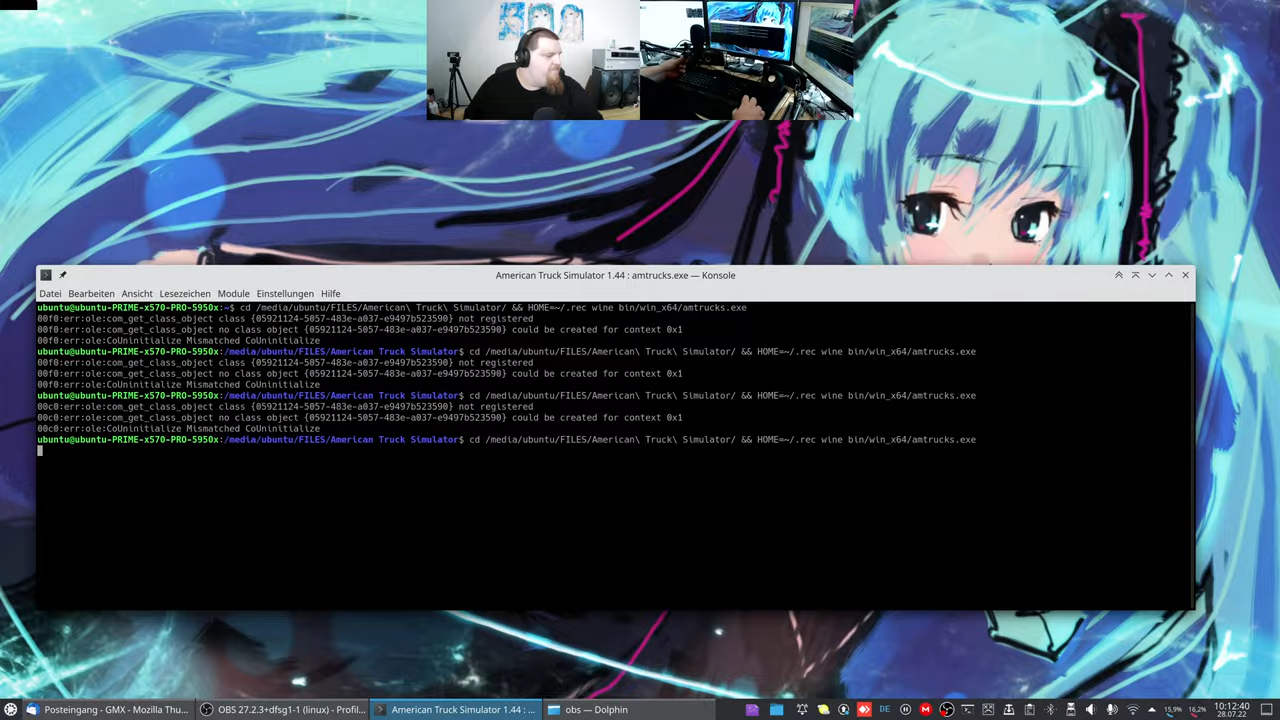 American Truck Simulator 1.44 : amtrucks.exe — Konsole
Datei Bearbeiten Ansicht Lesezeichen Module Einstellungen Hilfe
ubuntu@ubuntu-PRIME-x570-PRO-5950x:~$ cd /media/ubuntu/FILES/American\ Truck\ Simulator/ && HOME=~/.rec wine bin/win_x64/amtrucks.exe
00f0:err:ole:com_get_class_object class {05921124-5057-483e-a037-e9497b523590} not registered
00f0:err:ole:com_get_class_object no class object {05921124-5057-483e-a037-e9497b523590} could be created for context 0x1
00f0:err:ole:CoUninitialize Mismatched CoUninitialize
ubuntu@ubuntu-PRIME-x570-PRO-5950x:/media/ubuntu/FILES/American Truck Simulator$ cd /media/ubuntu/FILES/American\ Truck\ Simulator/ && HOME=~/.rec wine bin/win_x64/amtrucks.exe
00f0:err:ole:com_get_class_object class {05921124-5057-483e-a037-e9497b523590} not registered
00f0:err:ole:com_get_class_object no class object {05921124-5057-483e-a037-e9497b523590} could be created for context 0x1
00f0:err:ole:CoUninitialize Mismatched CoUninitialize
ubuntu@ubuntu-PRIME-x570-PRO-5950x:/media/ubuntu/FILES/American Truck Simulator$ cd /media/ubuntu/FILES/American\ Truck\ Simulator/ && HOME=~/.rec wine bin/win_x64/amtrucks.exe
00c0:err:ole:com_get_class_object class {05921124-5057-483e-a037-e9497b523590} not registered
00c0:err:ole:com_get_class_object no class object {05921124-5057-483e-a037-e9497b523590} could be created for context 0x1
00c0:err:ole:CoUninitialize Mismatched CoUninitialize
ubuntu@ubuntu-PRIME-x570-PRO-5950x:/media/ubuntu/FILES/American Truck Simulator$ cd /media/ubuntu/FILES/American\ Truck\ Simulator/ && HOME=~/.rec wine bin/win_x64/amtrucks.exe
Posteingang - GMX - Mozilla Thu... OBS 27.2.3+dfsg1-1 (linux) - Profil... American Truck Simulator 1.44 : ... obs — Dolphin DE 15,9% 16,2% 10:12:40
28.07.22